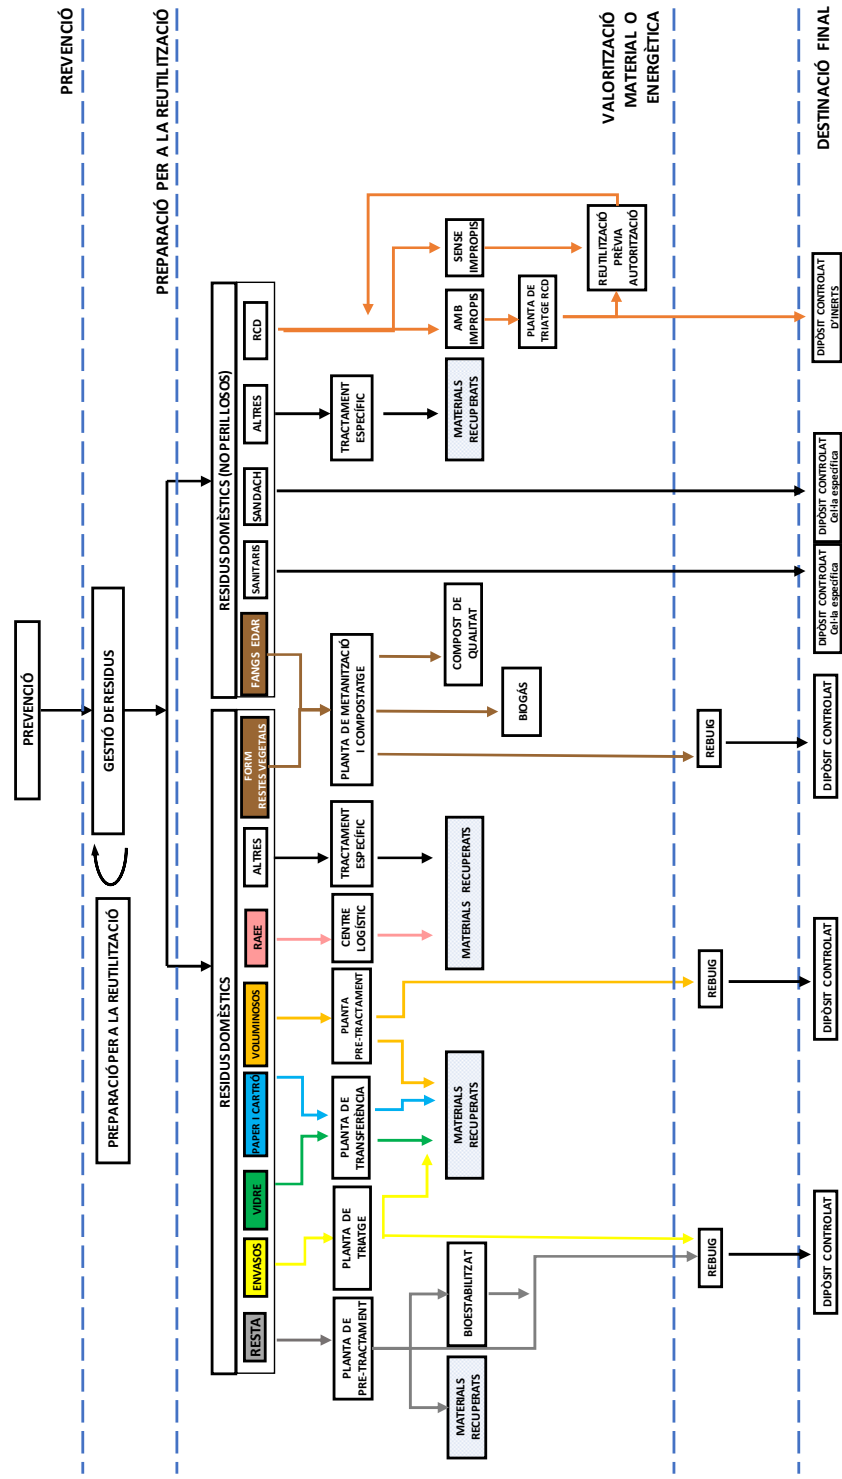 PREVENCIÓ
PREVENCIÓ
GESTIÓ DE RESIDUS
PREPARACIÓ PER A LA REUTILITZACIÓ
PREPARACIÓ PER A LA REUTILITZACIÓ
RESIDUS DOMÈSTICS
RESIDUS DOMÈSTICS (NO PERILLOSOS)
RESTA
ENVASOS
VIDRE
PAPER I CARTRÓ
VOLUMINOSOS
RAEE
ALTRES
FORM
RESTES VEGETALS
FANGS EDAR
SANITARIS
SANDACH
ALTRES
RCD
PLANTA DE
PRE-TRACTAMENT
PLANTA DE
TRIATGE
PLANTA DE
TRANSFERÈNCIA
PLANTA
PRE-TRACTAMENT
CENTRE
LOGÍSTIC
TRACTAMENT
ESPECÍFIC
PLANTA DE METANITZACIÓ
I COMPOSTATGE
TRACTAMENT
ESPECÍFIC
MATERIALS
RECUPERATS
BIOESTABILITZAT
MATERIALS
RECUPERATS
MATERIALS RECUPERATS
BIOGÁS
COMPOST DE
QUALITAT
MATERIALS
RECUPERATS
AMB
IMPROPIS
SENSE
IMPROPIS
PLANTA DE
TRIATGE RCD
REUTILITZACIÓ
PRÈVIA
AUTORITZACIÓ
VALORITZACIÓ
MATERIAL O
ENERGÈTICA
REBUIG
REBUIG
REBUIG
DIPÒSIT CONTROLAT
DIPÒSIT CONTROLAT
DIPÒSIT CONTROLAT
DIPÒSIT CONTROLAT
Cel·la específica
DIPÒSIT CONTROLAT
Cel·la específica
DIPÒSIT CONTROLAT
D'INERTS
DESTINACIÓ FINAL